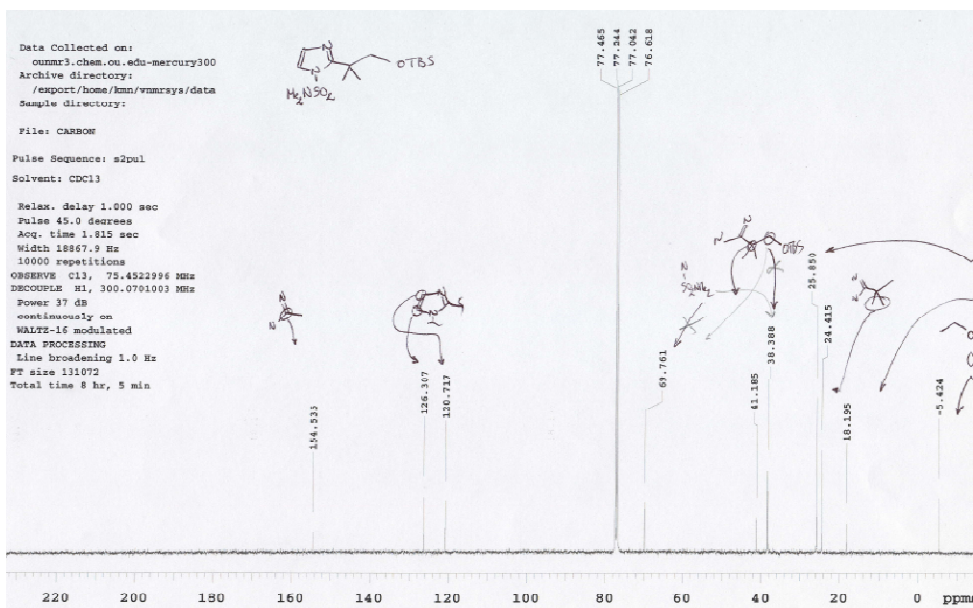 Data Collected on:
ounmr3.chem.ou.edu-mercury300
Archive directory:
/export/home/kmn/vnmrsys/data
Sample directory:
File: CARBON
Pulse Sequence: s2pul
Solvent: CDCl3
Relax. delay 1.000 sec
Pulse 45.0 degrees
Acq. time 1.815 sec
Width 18867.9 Hz
10000 repetitions
OBSERVE C13, 75.4522996 MHz
DECOUPLE H1, 300.0701003 MHz
Power 37 dB
continuously on
WALTZ-16 modulated
DATA PROCESSING
Line broadening 1.0 Hz
FT size 131072
Total time 8 hr, 5 min
N
N
OTBS
Me2NSO2
77.465
77.244
77.042
76.618
N
N
N
N
N
N
OTBS
N
SO2NMe2
N
N
O
154.533
126.307
120.717
69.761
41.185
38.388
25.850
24.415
18.195
-5.424
220 200 180 160 140 120 100 80 60 40 20 0 ppm